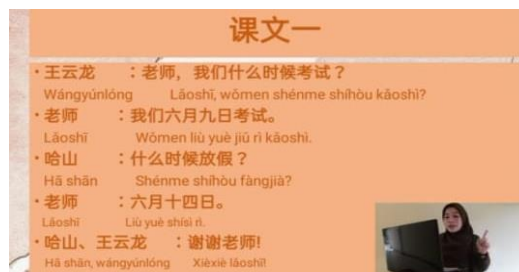 课文一
• 王云龙 ：老师，我们什么时候考试？
Wángyúnlóng Lǎoshī, wǒmen shénme shíhòu kǎoshì?
• 老师 ：我们六月九日考试。
Lǎoshī Wǒmen liù yuè jiǔ rì kǎoshì.
• 哈山 ：什么时候放假？
Hā shān Shénme shíhòu fàngjià?
• 老师 ：六月十四日。
Lǎoshī Liù yuè shísì rì.
• 哈山、王云龙 ：谢谢老师!
Hā shān, wángyúnlóng Xièxiè lǎoshī!